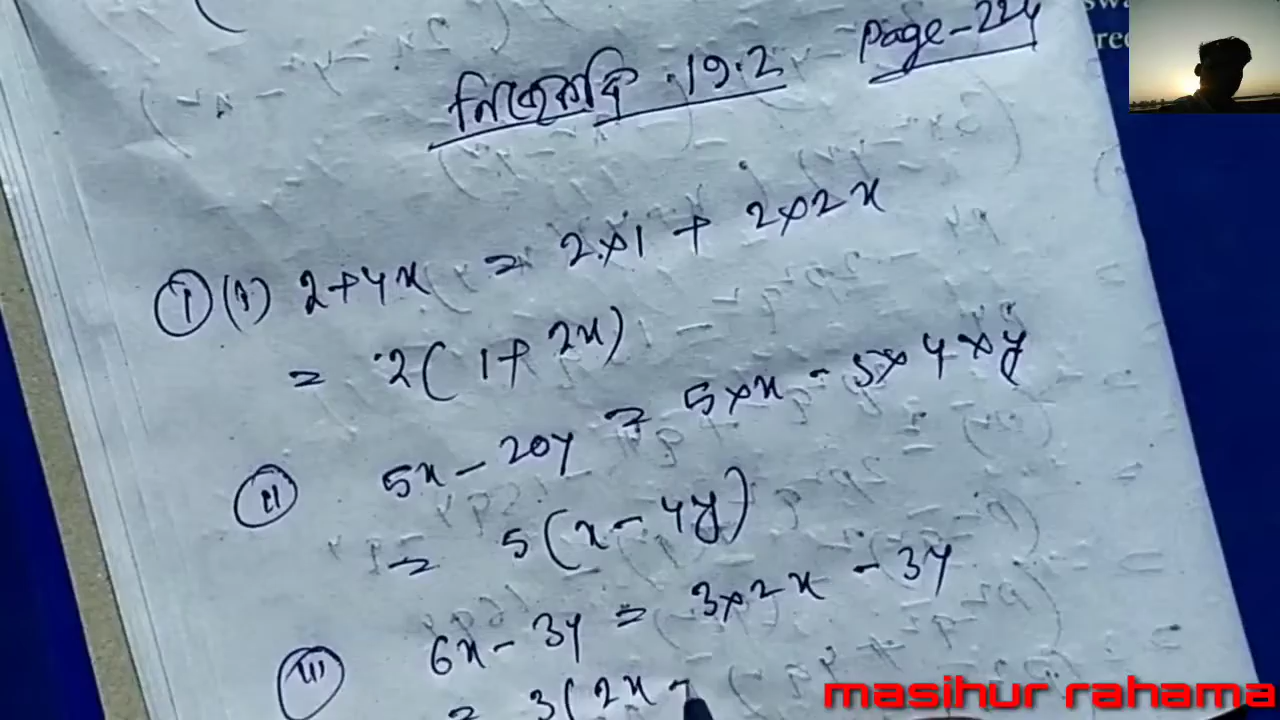 নিজে করি 19.2 Page-224
① (i) 2+4x = 2×1 + 2×2x
= 2(1+2x)
(ii) 5x - 20y = 5×x - 5×4×y
= 5(x-4y)
(iii) 6x - 3y = 3×2x - 3y
= 3(2x -
masihur rahama